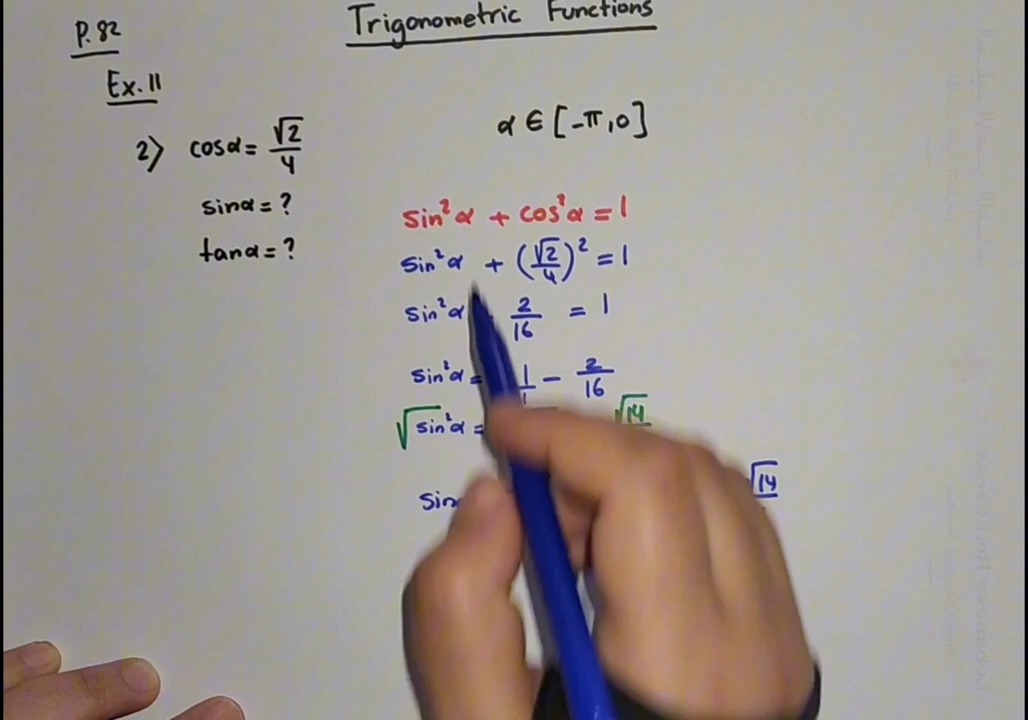 Trigonometric Functions
P.82
Ex.11
2) cosα = √2/4
α ∈ [-π,0]
sinα = ?
tanα = ?
sin²α + cos²α = 1
sin²α + (√2/4)² = 1
sin²α 2/16 = 1
sin²α = 1/1 - 2/16
√sin²α = √14
sin √14